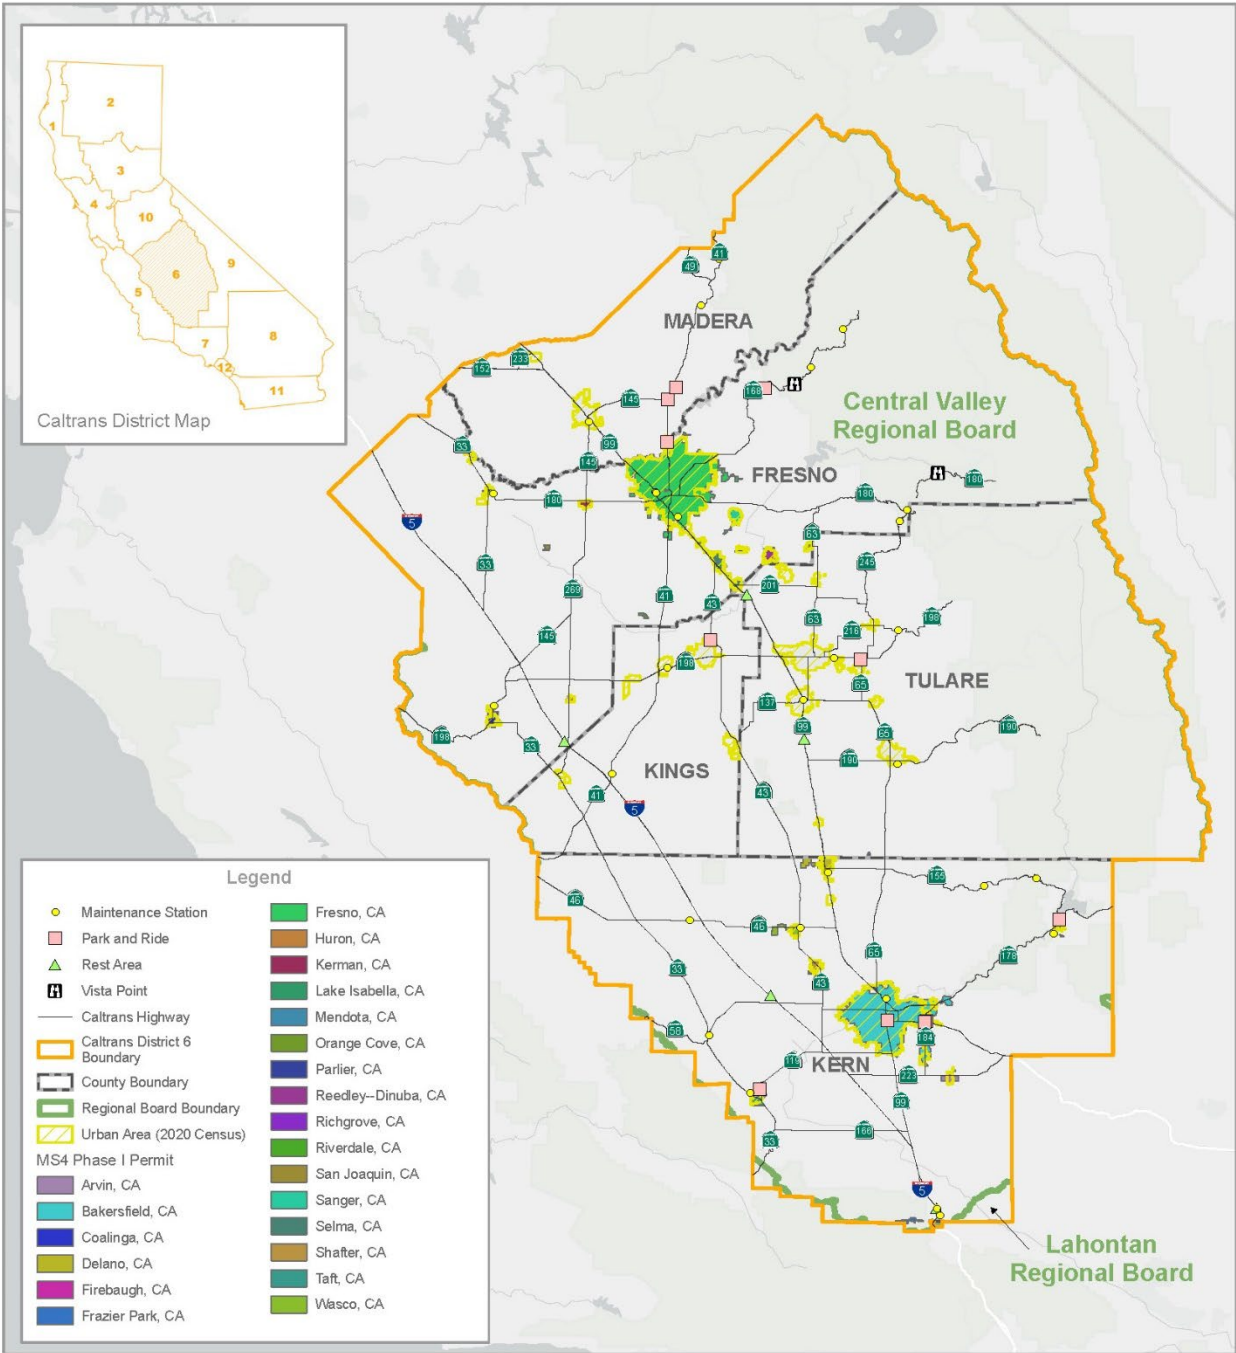 2
1
3
4
10
9
6
5
7
8
12
11
Caltrans District Map
41
49
MADERA
233
152
168
145
Central Valley
Regional Board
33
99
145
FRESNO
180
180
180
5
63
33
245
269
201
41
43
63
198
145
216
198
TULARE
65
137
99
65
190
198
33
190
KINGS
41
43
5
155
46
46
65
33
178
43
58
184
119
KERN
223
99
33
166
5
Lahontan
Regional Board
Legend
Maintenance Station
Park and Ride
Rest Area
Vista Point
Caltrans Highway
Caltrans District 6
Boundary
County Boundary
Regional Board Boundary
Urban Area (2020 Census)
MS4 Phase I Permit
Arvin, CA
Bakersfield, CA
Coalinga, CA
Delano, CA
Firebaugh, CA
Frazier Park, CA
Fresno, CA
Huron, CA
Kerman, CA
Lake Isabella, CA
Mendota, CA
Orange Cove, CA
Parlier, CA
Reedley--Dinuba, CA
Richgrove, CA
Riverdale, CA
San Joaquin, CA
Sanger, CA
Selma, CA
Shafter, CA
Taft, CA
Wasco, CA